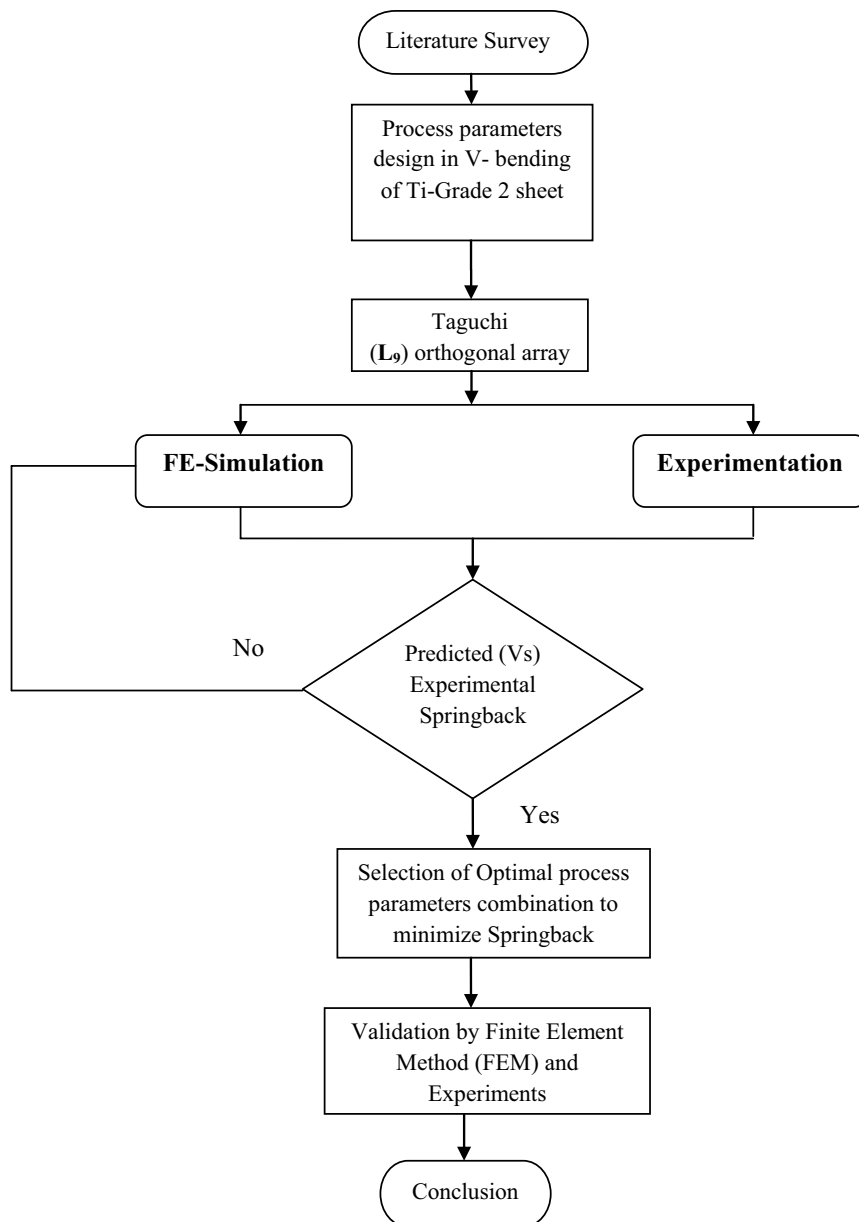 Literature Survey
Process parameters
design in V- bending
of Ti-Grade 2 sheet
Taguchi
(L₉) orthogonal array
FE-Simulation
Experimentation
No
Predicted (Vs)
Experimental
Springback
Yes
Selection of Optimal process
parameters combination to
minimize Springback
Validation by Finite Element
Method (FEM) and
Experiments
Conclusion